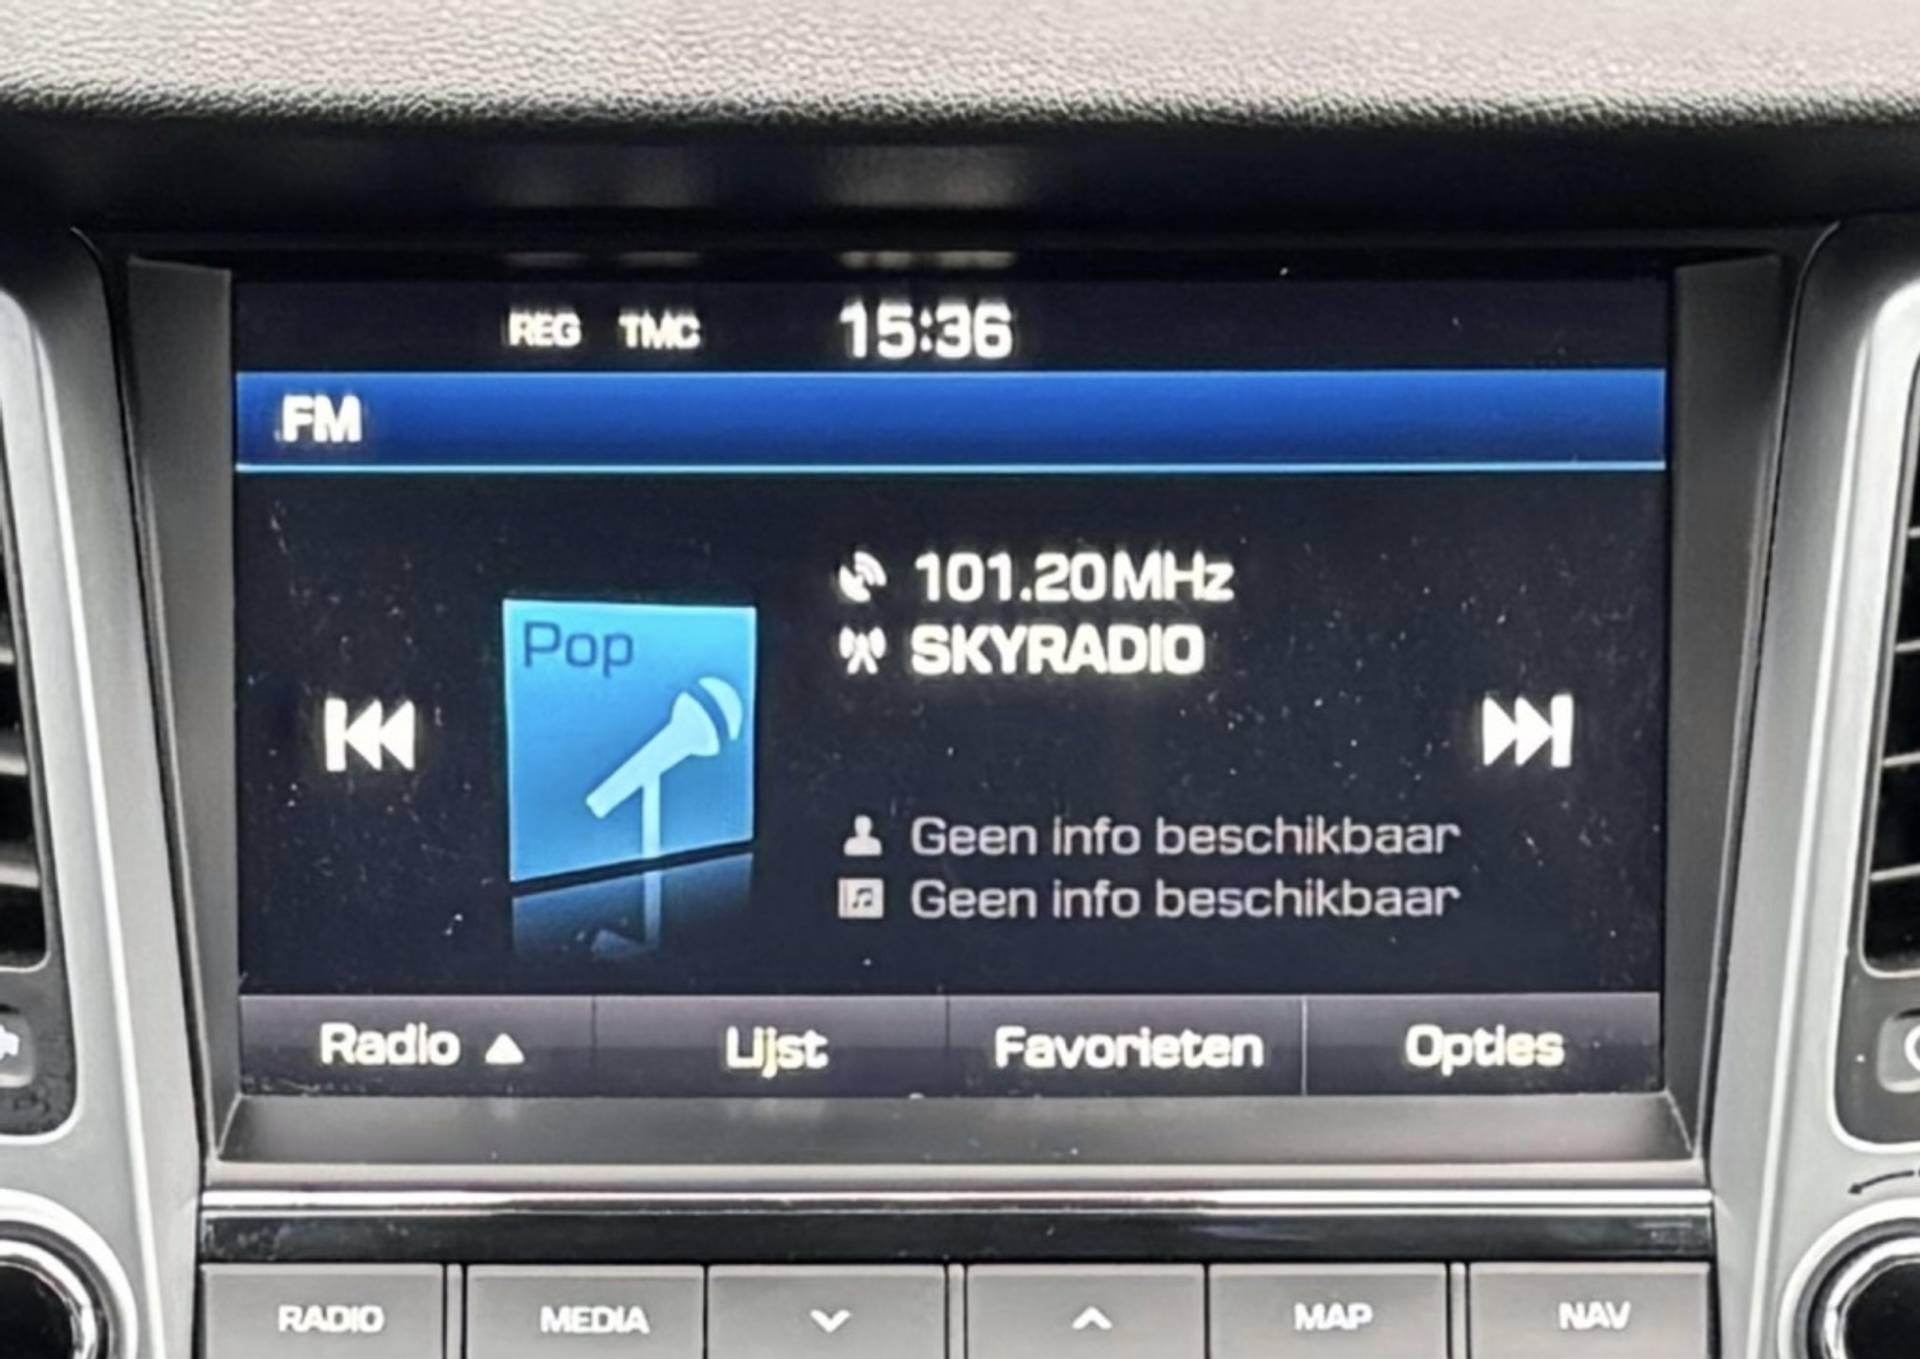 REG TMC 15:36
FM
101.20MHz
SKYRADIO
Pop
Geen info beschikbaar
Geen info beschikbaar
Radio ▲ Lijst Favorieten Opties
RADIO MEDIA MAP NAV